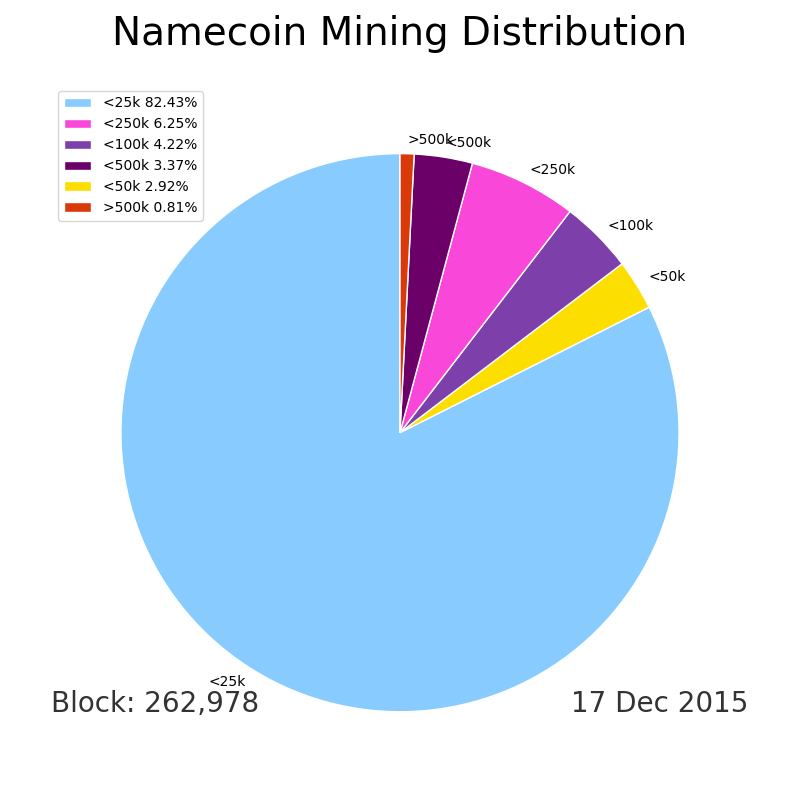 Namecoin Mining Distribution
<25k 82.43%
<250k 6.25%
<100k 4.22%
<500k 3.37%
<50k 2.92%
>500k 0.81%
>500k
<500k
<250k
<100k
<50k
<25k
Block: 262,978
17 Dec 2015